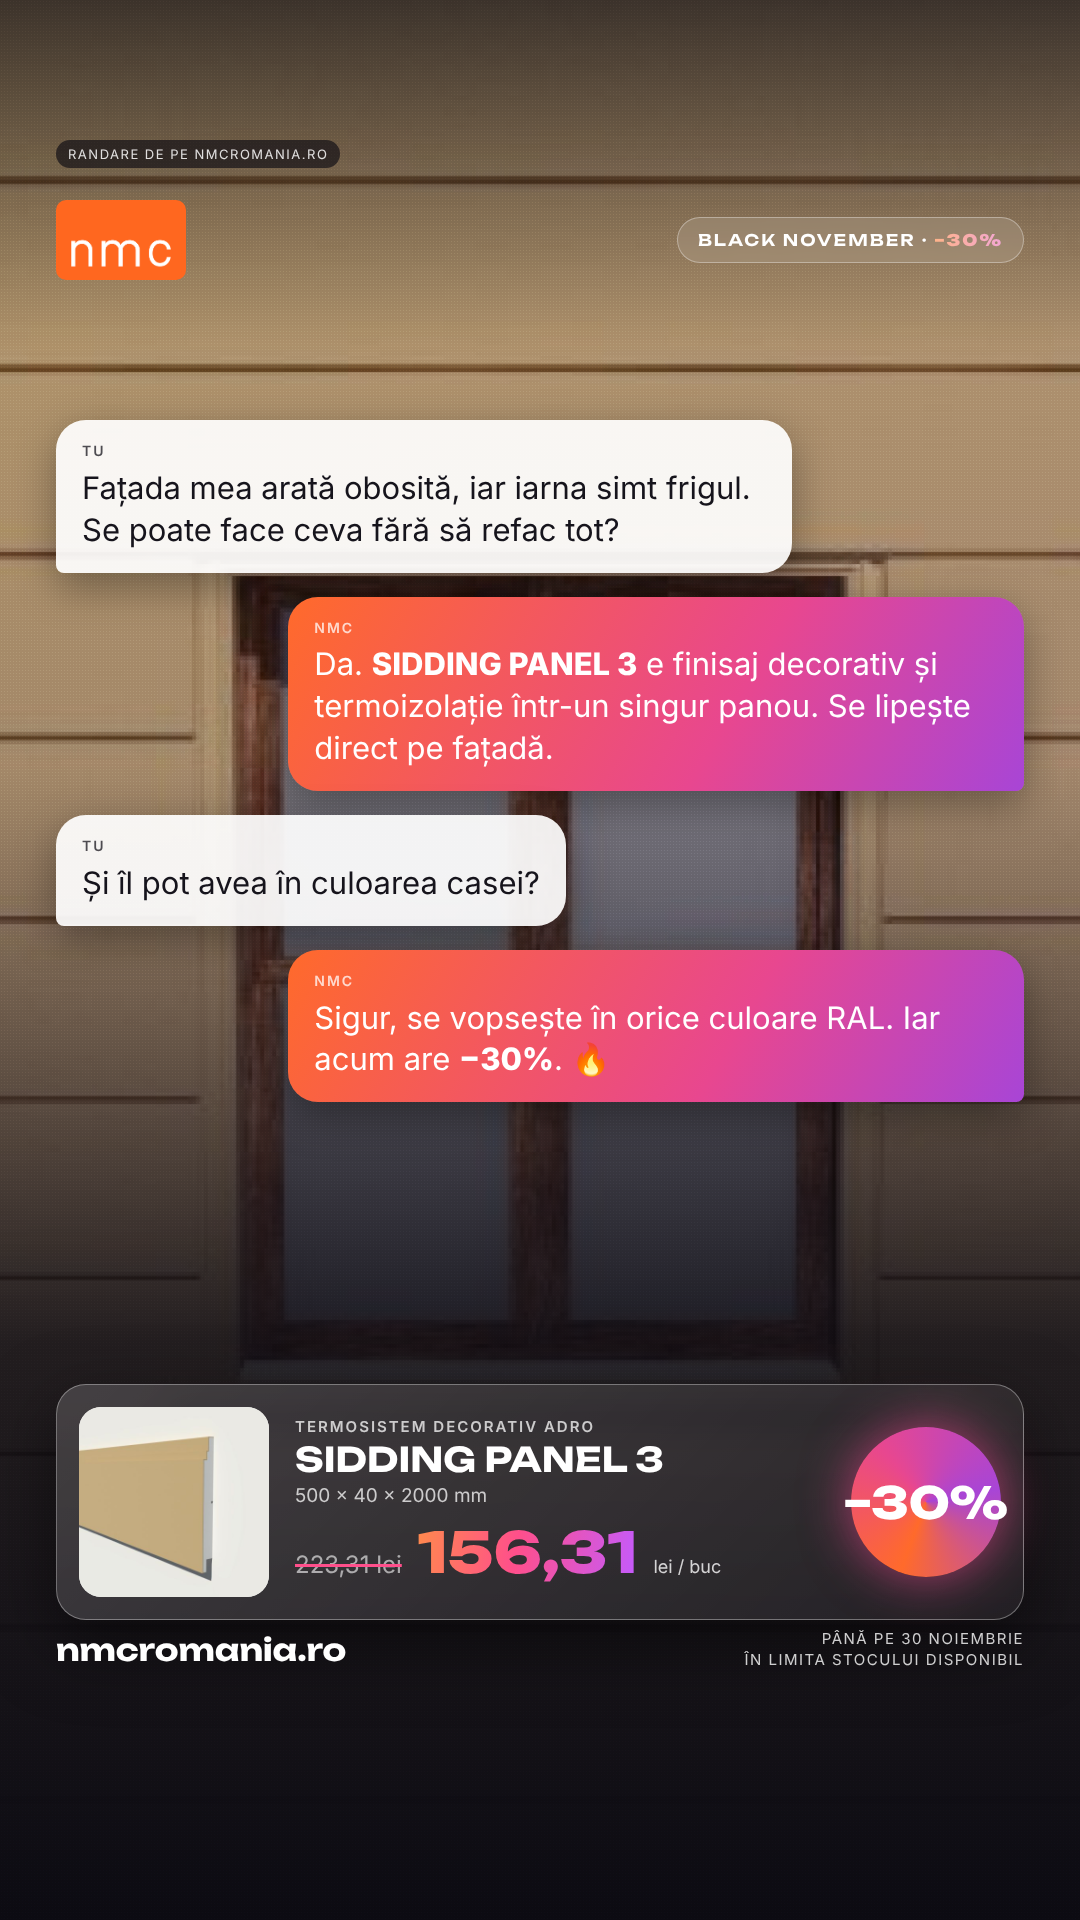 RANDARE DE PE NMCROMANIA.RO
nmc
BLACK NOVEMBER · −30%
TU
Fațada mea arată obosită, iar iarna simt frigul.
Se poate face ceva fără să refac tot?
NMC
Da. SIDDING PANEL 3 e finisaj decorativ și
termoizolație într-un singur panou. Se lipește
direct pe fațadă.
TU
Și îl pot avea în culoarea casei?
NMC
Sigur, se vopsește în orice culoare RAL. Iar
acum are −30%. 🔥
TERMOSISTEM DECORATIV ADRO
SIDDING PANEL 3
500 × 40 × 2000 mm
223,31 lei 156,31 lei / buc
−30%
nmcromania.ro
PÂNĂ PE 30 NOIEMBRIE
ÎN LIMITA STOCULUI DISPONIBIL